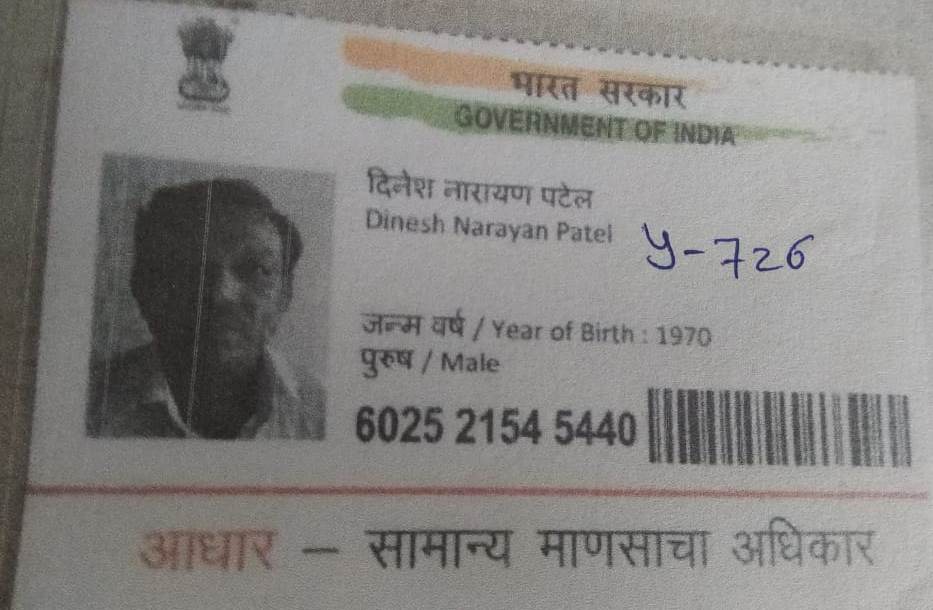 भारत सरकार
GOVERNMENT OF INDIA
दिनेश नारायण पटेल
Dinesh Narayan Patel
y-726
जन्म वर्ष / Year of Birth : 1970
पुरुष / Male
6025 2154 5440
आधार – सामान्य माणसाचा अधिकार